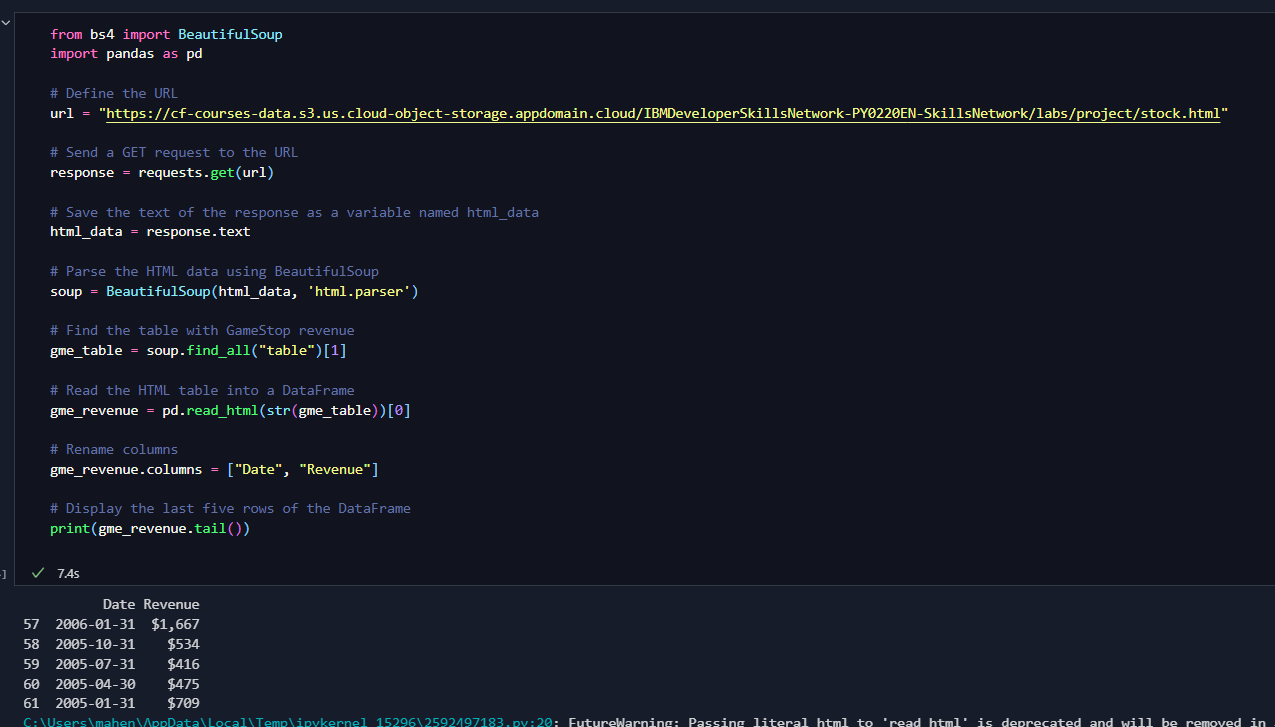 from bs4 import BeautifulSoup
import pandas as pd
# Define the URL
url = "https://cf-courses-data.s3.us.cloud-object-storage.appdomain.cloud/IBMDeveloperSkillsNetwork-PY0220EN-SkillsNetwork/labs/project/stock.html"
# Send a GET request to the URL
response = requests.get(url)
# Save the text of the response as a variable named html_data
html_data = response.text
# Parse the HTML data using BeautifulSoup
soup = BeautifulSoup(html_data, 'html.parser')
# Find the table with GameStop revenue
gme_table = soup.find_all("table")[1]
# Read the HTML table into a DataFrame
gme_revenue = pd.read_html(str(gme_table))[0]
# Rename columns
gme_revenue.columns = ["Date", "Revenue"]
# Display the last five rows of the DataFrame
print(gme_revenue.tail())
] ✓ 7.4s
Date Revenue
57 2006-01-31 $1,667
58 2005-10-31 $534
59 2005-07-31 $416
60 2005-04-30 $475
61 2005-01-31 $709
C:\Users\mahen\AppData\Local\Temp\ipykernel_15296\2592497183.py:20: FutureWarning: Passing literal html to 'read_html' is deprecated and will be removed in